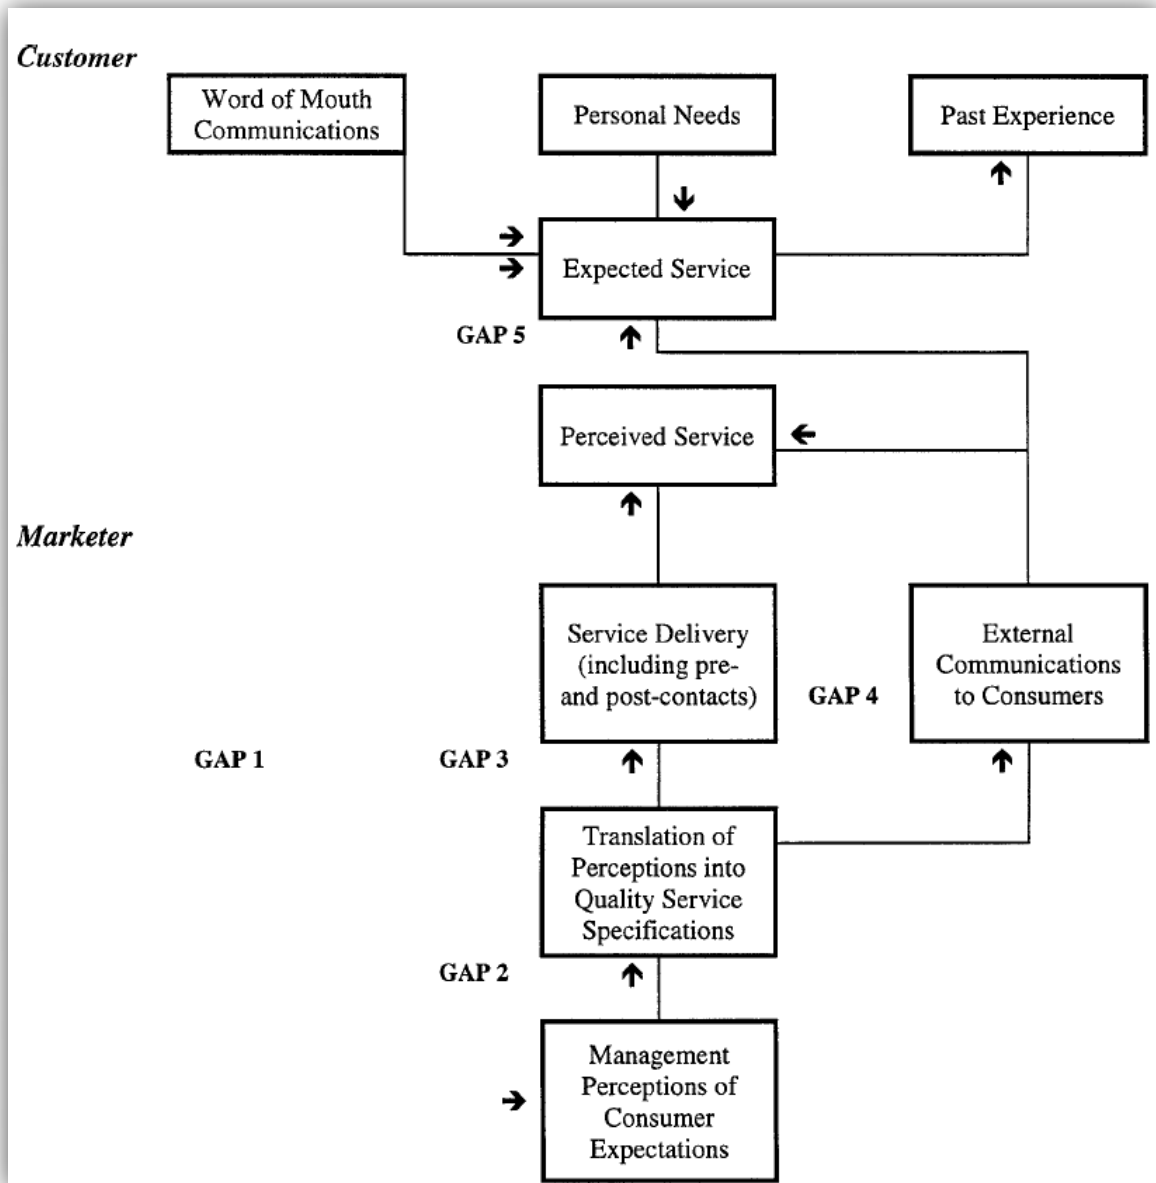 Customer
Word of Mouth
Communications
Personal Needs
Past Experience
Expected Service
GAP 5
Perceived Service
Marketer
Service Delivery
(including pre-
and post-contacts)
GAP 4
External
Communications
to Consumers
GAP 1
GAP 3
Translation of
Perceptions into
Quality Service
Specifications
GAP 2
Management
Perceptions of
Consumer
Expectations